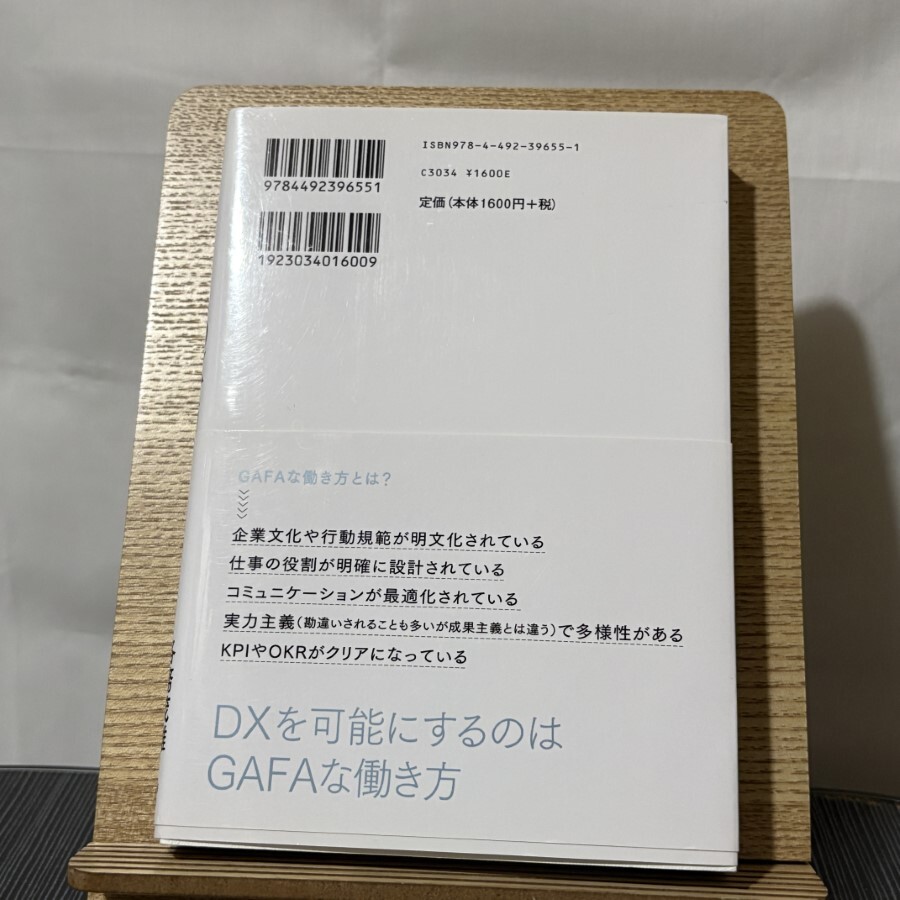 ISBN978-4-492-39655-1
9784492396551
C3034 ¥1600E
定価(本体1600円+税)
1923034016009
GAFAな働き方とは?
企業文化や行動規範が明文化されている
仕事の役割が明確に設計されている
コミュニケーションが最適化されている
実力主義(勘違いされることも多いが成果主義とは違う)で多様性がある
KPIやOKRがクリアになっている
DXを可能にするのは
GAFAな働き方